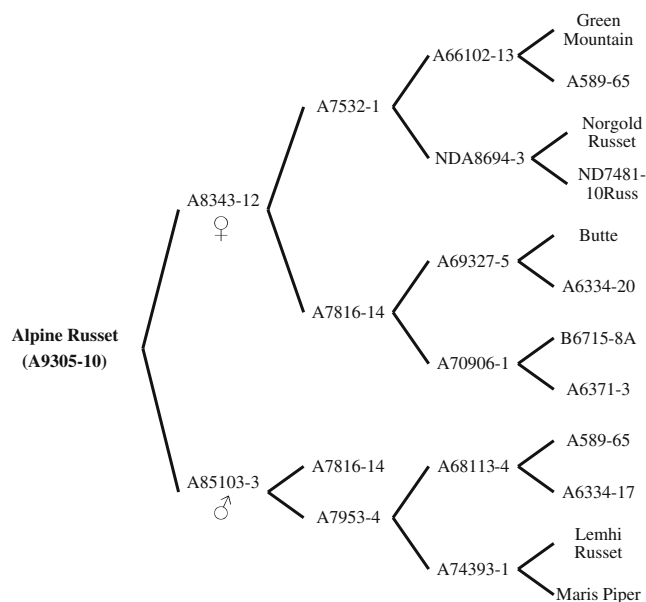 Green
Mountain
A66102-13
A589-65
A7532-1
Norgold
Russet
NDA8694-3
ND7481-
10Russ
A8343-12
♀
Butte
A69327-5
A6334-20
A7816-14
Alpine Russet
(A9305-10)
B6715-8A
A70906-1
A6371-3
A589-65
A7816-14
A68113-4
A85103-3
♂
A6334-17
A7953-4
Lemhi
Russet
A74393-1
Maris Piper